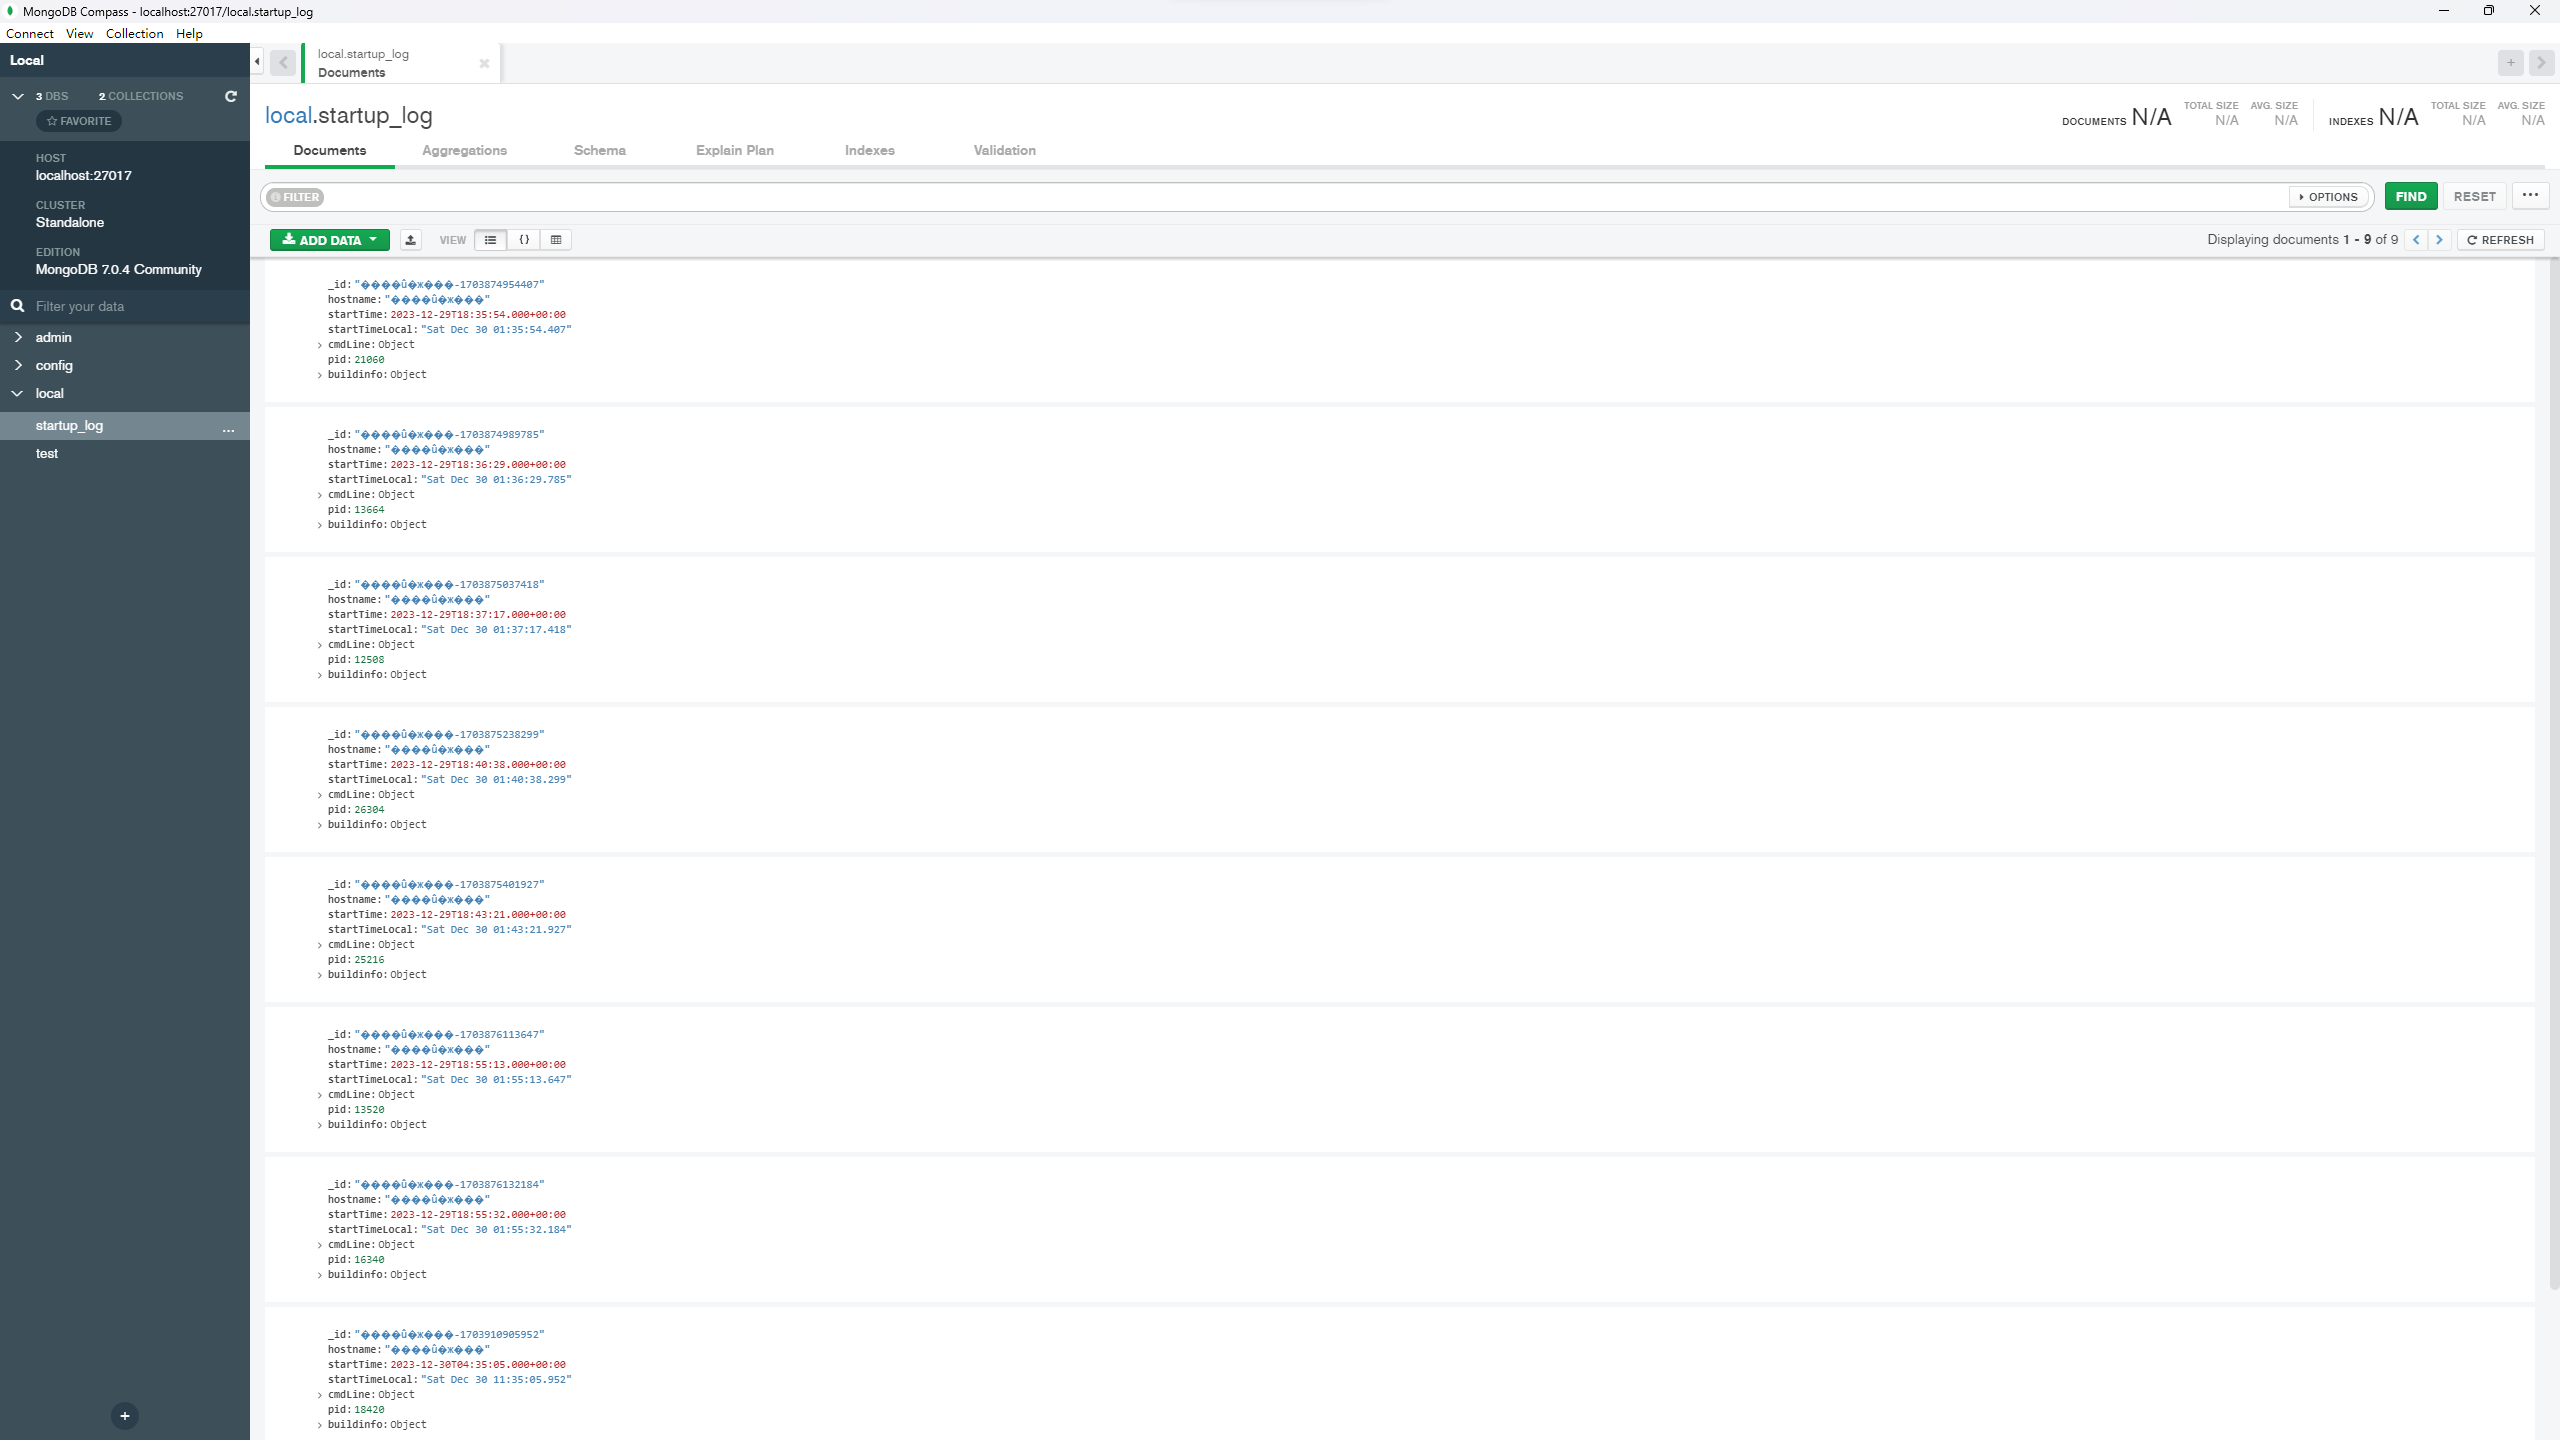 MongoDB Compass - localhost:27017/local.startup_log
Connect View Collection Help
Local
3 DBS 2 COLLECTIONS
FAVORITE
HOST
localhost:27017
CLUSTER
Standalone
EDITION
MongoDB 7.0.4 Community
Filter your data
admin
config
local
startup_log ...
test
local.startup_log
Documents
local.startup_log
DOCUMENTS N/A TOTAL SIZE N/A AVG. SIZE N/A INDEXES N/A TOTAL SIZE N/A AVG. SIZE N/A
Documents Aggregations Schema Explain Plan Indexes Validation
FILTER OPTIONS FIND RESET ...
ADD DATA VIEW {} Displaying documents 1 - 9 of 9 REFRESH
_id:"����û�ж���-1703874954407"
hostname:"����û�ж���"
startTime:2023-12-29T18:35:54.000+00:00
startTimeLocal:"Sat Dec 30 01:35:54.407"
cmdLine:Object
pid:21060
buildinfo:Object
_id:"����û�ж���-1703874989785"
hostname:"����û�ж���"
startTime:2023-12-29T18:36:29.000+00:00
startTimeLocal:"Sat Dec 30 01:36:29.785"
cmdLine:Object
pid:13664
buildinfo:Object
_id:"����û�ж���-1703875037418"
hostname:"����û�ж���"
startTime:2023-12-29T18:37:17.000+00:00
startTimeLocal:"Sat Dec 30 01:37:17.418"
cmdLine:Object
pid:12508
buildinfo:Object
_id:"����û�ж���-1703875238299"
hostname:"����û�ж���"
startTime:2023-12-29T18:40:38.000+00:00
startTimeLocal:"Sat Dec 30 01:40:38.299"
cmdLine:Object
pid:26304
buildinfo:Object
_id:"����û�ж���-1703875401927"
hostname:"����û�ж���"
startTime:2023-12-29T18:43:21.000+00:00
startTimeLocal:"Sat Dec 30 01:43:21.927"
cmdLine:Object
pid:25216
buildinfo:Object
_id:"����û�ж���-1703876113647"
hostname:"����û�ж���"
startTime:2023-12-29T18:55:13.000+00:00
startTimeLocal:"Sat Dec 30 01:55:13.647"
cmdLine:Object
pid:13520
buildinfo:Object
_id:"����û�ж���-1703876132184"
hostname:"����û�ж���"
startTime:2023-12-29T18:55:32.000+00:00
startTimeLocal:"Sat Dec 30 01:55:32.184"
cmdLine:Object
pid:16340
buildinfo:Object
_id:"����û�ж���-1703910905952"
hostname:"����û�ж���"
startTime:2023-12-30T04:35:05.000+00:00
startTimeLocal:"Sat Dec 30 11:35:05.952"
cmdLine:Object
pid:18420
buildinfo:Object